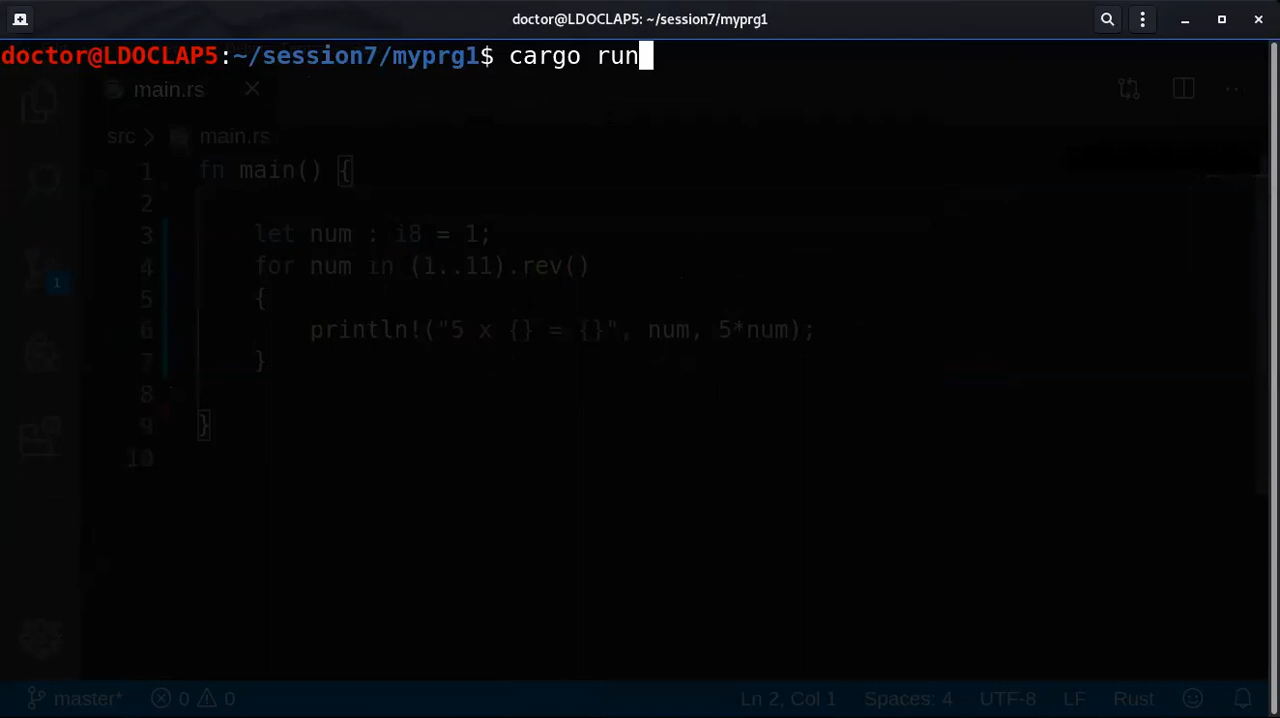 doctor@LDOCLAP5: ~/session7/myprg1
doctor@LDOCLAP5:~/session7/myprg1$ cargo run
main.rs
src > main.rs
1 fn main() {
2
3 let num : i8 = 1;
4 for num in (1..11).rev()
5 {
6 println!("5 x {} = {}", num, 5*num);
7 }
8
9 }
10
1
master* 0 0 Ln 2, Col 1 Spaces: 4 UTF-8 LF Rust